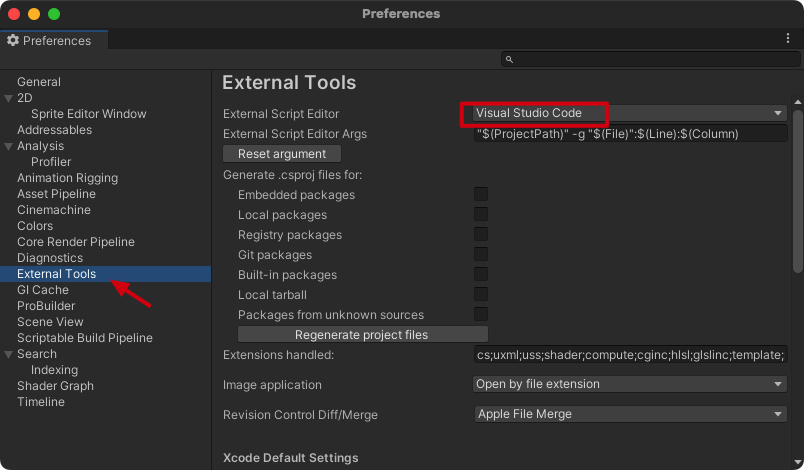 Preferences
Preferences
General
2D
Sprite Editor Window
Addressables
Analysis
Profiler
Animation Rigging
Asset Pipeline
Cinemachine
Colors
Core Render Pipeline
Diagnostics
External Tools
GI Cache
ProBuilder
Scene View
Scriptable Build Pipeline
Search
Indexing
Shader Graph
Timeline
External Tools
External Script Editor Visual Studio Code
External Script Editor Args "$(ProjectPath)" -g "$(File)":$(Line):$(Column)
Reset argument
Generate .csproj files for:
Embedded packages
Local packages
Registry packages
Git packages
Built-in packages
Local tarball
Packages from unknown sources
Regenerate project files
Extensions handled: cs;uxml;uss;shader;compute;cginc;hlsl;glslinc;template;
Image application Open by file extension
Revision Control Diff/Merge Apple File Merge
Xcode Default Settings